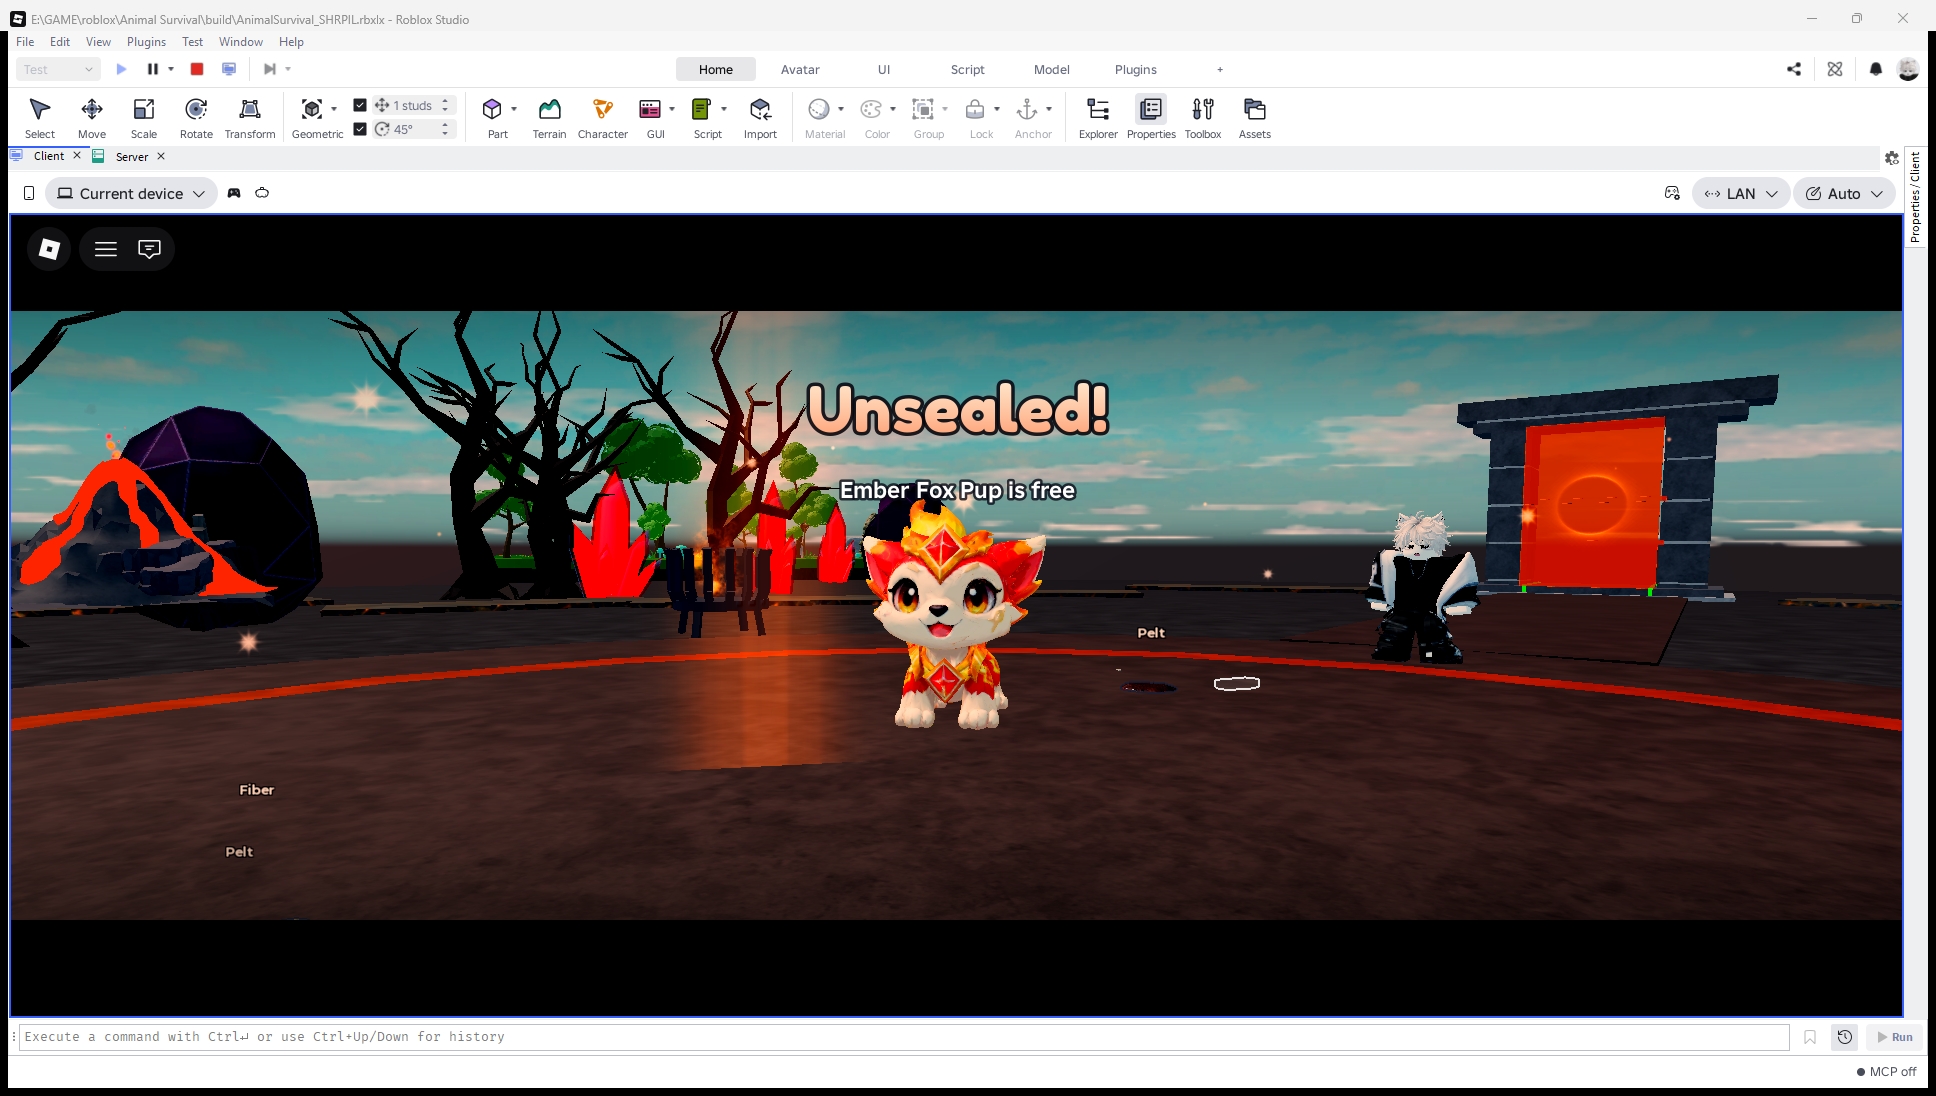 E:\GAME\roblox\Animal Survival\build\AnimalSurvival_SHRPIL.rbxlx - Roblox Studio
File Edit View Plugins Test Window Help
Test
Home Avatar UI Script Model Plugins +
1 studs
45°
Select Move Scale Rotate Transform Geometric Part Terrain Character GUI Script Import Material Color Group Lock Anchor Explorer Properties Toolbox Assets
Client Server
Properties / Client
Current device LAN Auto
Unsealed!
Ember Fox Pup is free
Pelt
Fiber
Pelt
Execute a command with Ctrl↵ or use Ctrl+Up/Down for history
Run
MCP off